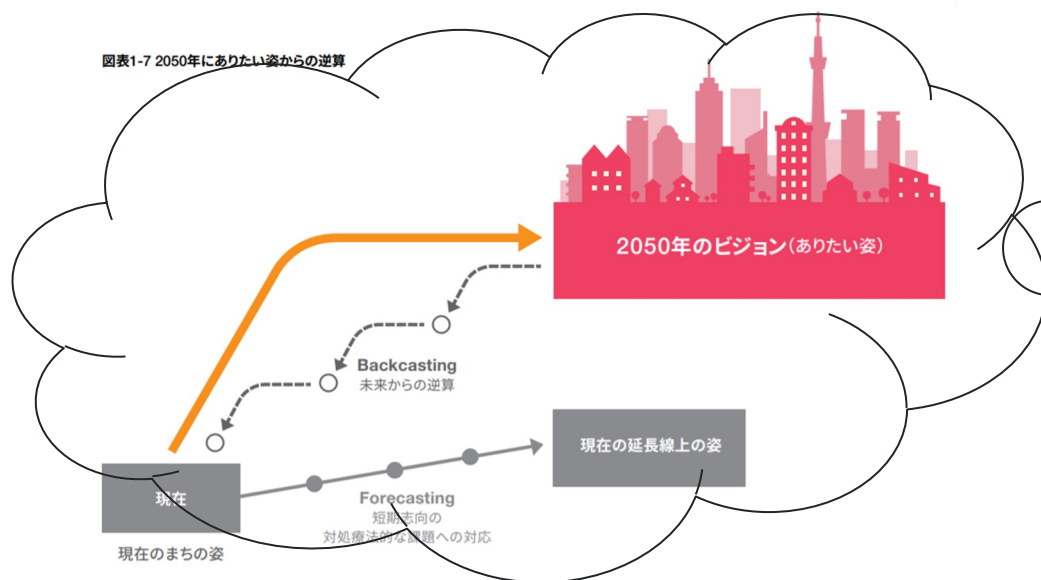 図表1-7 2050年にありたい姿からの逆算
2050年のビジョン(ありたい姿)
Backcasting
未来からの逆算
現在の延長線上の姿
現在
Forecasting
短期志向の
対処療法的な課題への対応
現在のまちの姿